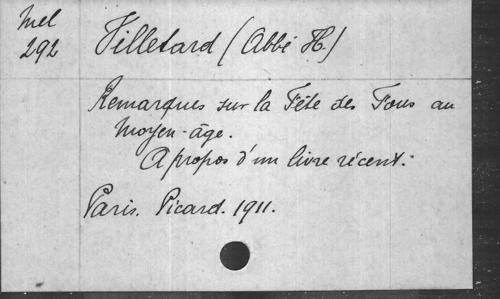 Mel
292
Villetard (Abbé H.)
Remarques sur la Fête des Fous au
moyen-âge.
A propos d'un livre récent.
Paris. Picard. 1911.